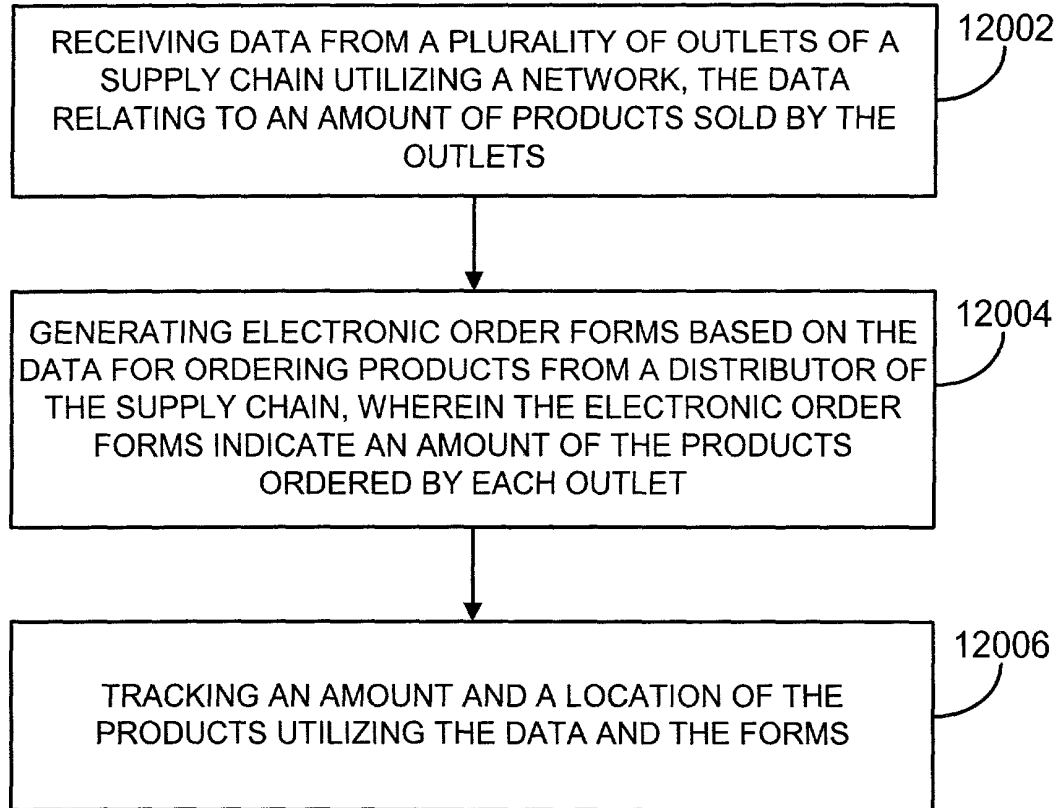 RECEIVING DATA FROM A PLURALITY OF OUTLETS OF A
SUPPLY CHAIN UTILIZING A NETWORK, THE DATA
RELATING TO AN AMOUNT OF PRODUCTS SOLD BY THE
OUTLETS
12002
GENERATING ELECTRONIC ORDER FORMS BASED ON THE
DATA FOR ORDERING PRODUCTS FROM A DISTRIBUTOR OF
THE SUPPLY CHAIN, WHEREIN THE ELECTRONIC ORDER
FORMS INDICATE AN AMOUNT OF THE PRODUCTS
ORDERED BY EACH OUTLET
12004
TRACKING AN AMOUNT AND A LOCATION OF THE
PRODUCTS UTILIZING THE DATA AND THE FORMS
12006